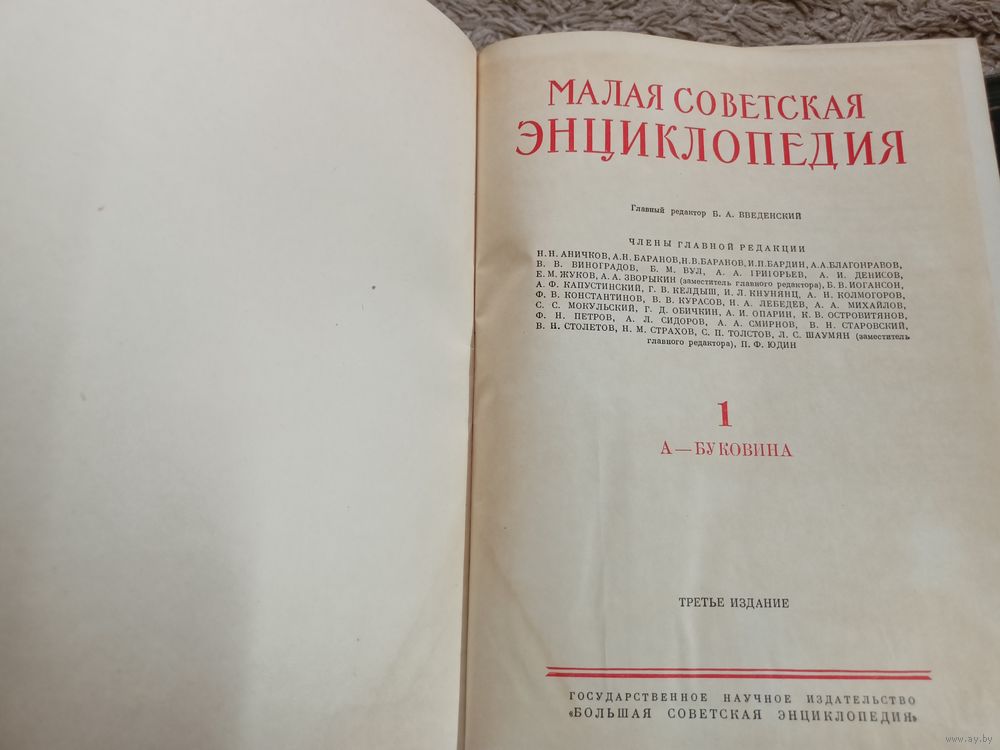 МАЛАЯ СОВЕТСКАЯ
ЭНЦИКЛОПЕДИЯ
Главный редактор Б. А. ВВЕДЕНСКИЙ
ЧЛЕНЫ ГЛАВНОЙ РЕДАКЦИИ
Н. Н. АНИЧКОВ, А. Н. БАРАНОВ, Н. В. БАРАНОВ, И. П. БАРДИН, А. А. БЛАГОНРАВОВ,
В. В. ВИНОГРАДОВ, Б. М. ВУЛ, А. А. ГРИГОРЬЕВ, А. И. ДЕНИСОВ,
Е. М. ЖУКОВ, А. А. ЗВОРЫКИН (заместитель главного редактора), Б. В. ИОГАНСОН,
А. Ф. КАПУСТИНСКИЙ, Г. В. КЕЛДЫШ, И. Л. КНУНЯНЦ, А. Н. КОЛМОГОРОВ,
Ф. В. КОНСТАНТИНОВ, В. В. КУРАСОВ, Н. А. ЛЕБЕДЕВ, А. А. МИХАЙЛОВ,
С. С. МОКУЛЬСКИЙ, Г. Д. ОБИЧКИН, А. И. ОПАРИН, К. В. ОСТРОВИТЯНОВ,
Ф. Н. ПЕТРОВ, А. Л. СИДОРОВ, А. А. СМИРНОВ, В. Н. СТАРОВСКИЙ,
В. Н. СТОЛЕТОВ, Н. М. СТРАХОВ, С. П. ТОЛСТОВ, Л. С. ШАУМЯН (заместитель
главного редактора), П. Ф. ЮДИН
1
А—БУКОВИНА
ТРЕТЬЕ ИЗДАНИЕ
ГОСУДАРСТВЕННОЕ НАУЧНОЕ ИЗДАТЕЛЬСТВО
«БОЛЬШАЯ СОВЕТСКАЯ ЭНЦИКЛОПЕДИЯ»
www.ay.by